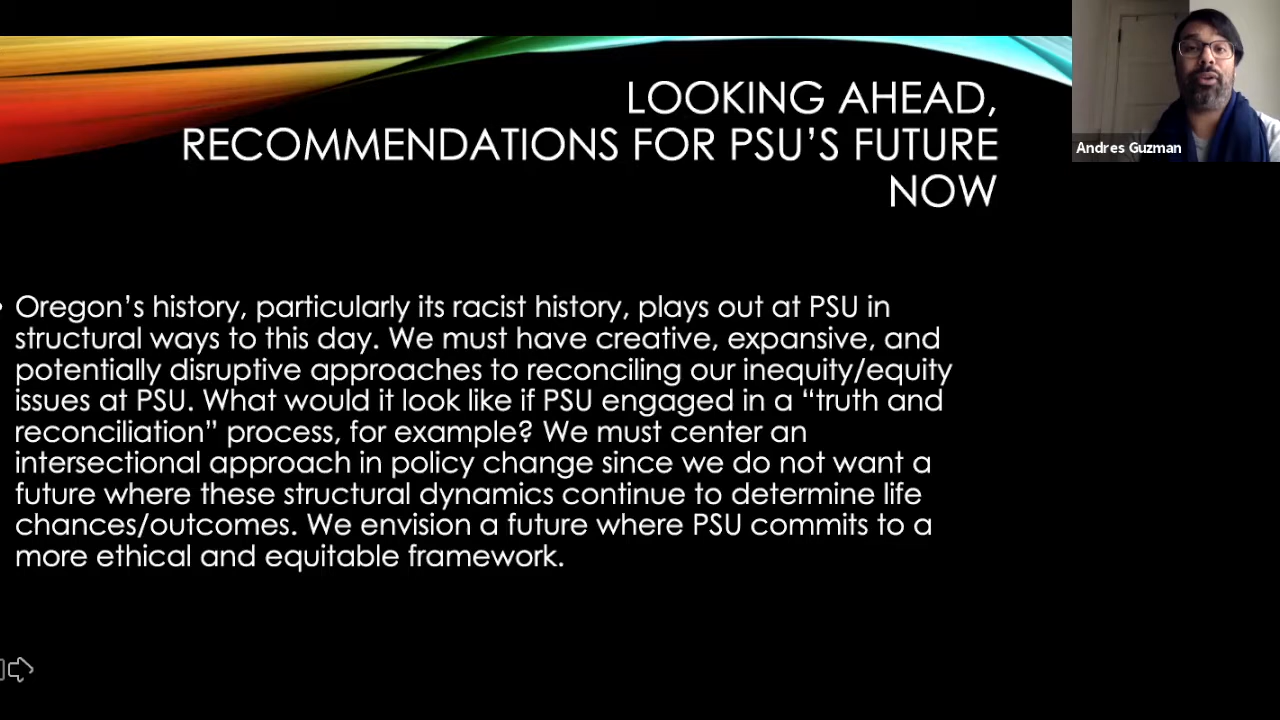 LOOKING AHEAD,
RECOMMENDATIONS FOR PSU’S FUTURE
NOW
Andres Guzman
• Oregon’s history, particularly its racist history, plays out at PSU in
structural ways to this day. We must have creative, expansive, and
potentially disruptive approaches to reconciling our inequity/equity
issues at PSU. What would it look like if PSU engaged in a “truth and
reconciliation” process, for example? We must center an
intersectional approach in policy change since we do not want a
future where these structural dynamics continue to determine life
chances/outcomes. We envision a future where PSU commits to a
more ethical and equitable framework.